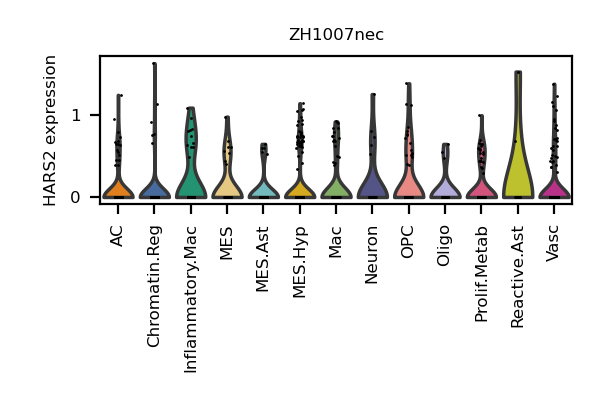 ZH1007nec
HARS2 expression
1
0
AC
Chromatin.Reg
Inflammatory.Mac
MES
MES.Ast
MES.Hyp
Mac
Neuron
OPC
Oligo
Prolif.Metab
Reactive.Ast
Vasc